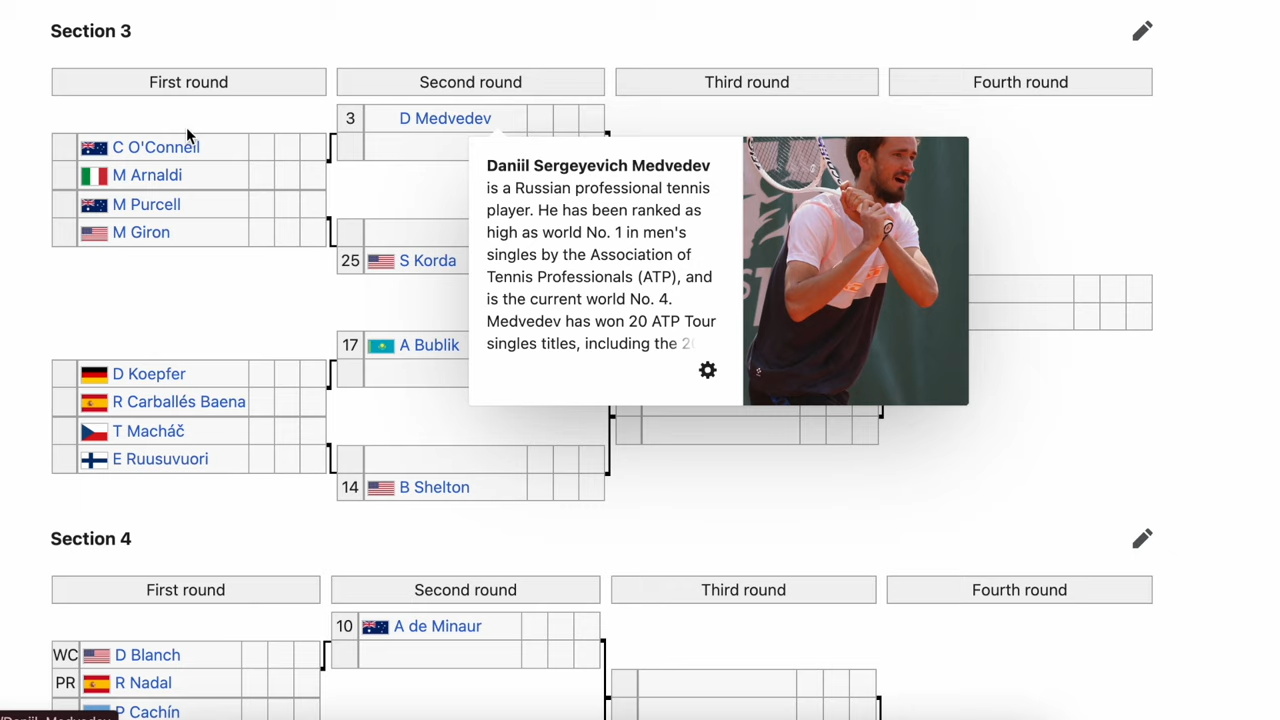 Section 3
First round
Second round
Third round
Fourth round
3 D Medvedev
C O'Connell
M Arnaldi
M Purcell
M Giron
25 S Korda
Daniil Sergeyevich Medvedev
is a Russian professional tennis
player. He has been ranked as
high as world No. 1 in men's
singles by the Association of
Tennis Professionals (ATP), and
is the current world No. 4.
Medvedev has won 20 ATP Tour
singles titles, including the
17 A Bublik
D Koepfer
R Carballés Baena
T Macháč
E Ruusuvuori
14 B Shelton
Section 4
First round
Second round
Third round
Fourth round
10 A de Minaur
WC D Blanch
PR R Nadal
P Cachín